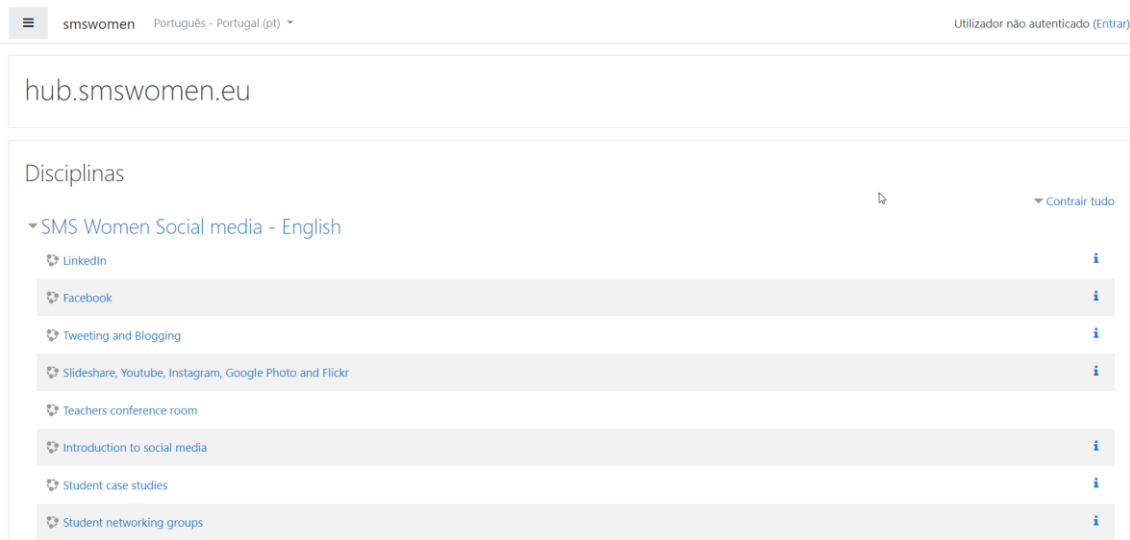 smswomen Português - Portugal (pt) Utilizador não autenticado (Entrar)
hub.smswomen.eu
Disciplinas
Contrair tudo
SMS Women Social media - English
LinkedIn
Facebook
Tweeting and Blogging
Slideshare, Youtube, Instagram, Google Photo and Flickr
Teachers conference room
Introduction to social media
Student case studies
Student networking groups